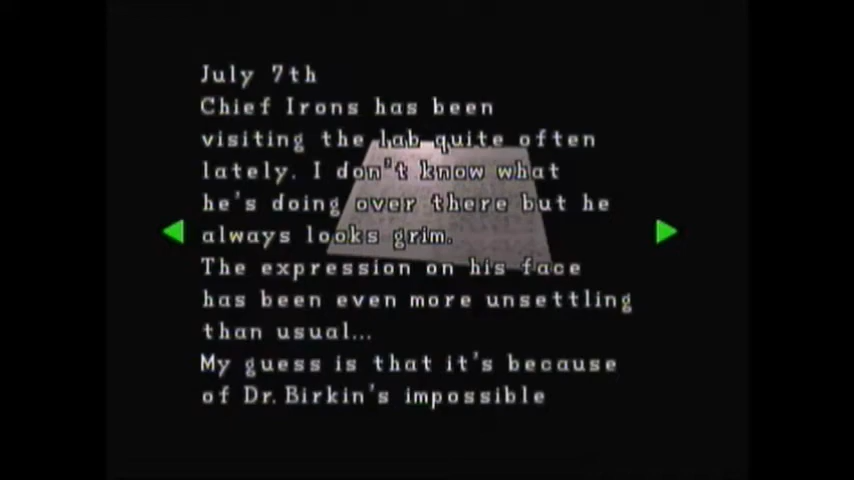 July 7th
Chief Irons has been
visiting the lab quite often
lately. I don't know what
he's doing over there but he
always looks grim.
The expression on his face
has been even more unsettling
than usual...
My guess is that it's because
of Dr. Birkin's impossible